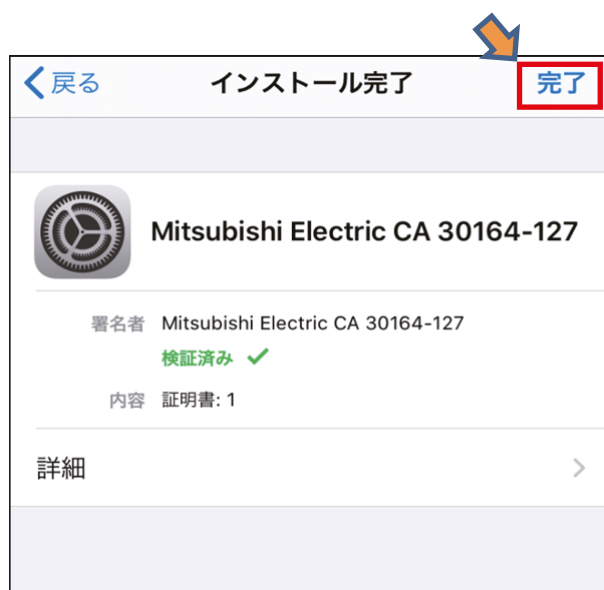 戻る インストール完了 完了
Mitsubishi Electric CA 30164-127
署名者 Mitsubishi Electric CA 30164-127
検証済み
内容 証明書: 1
詳細